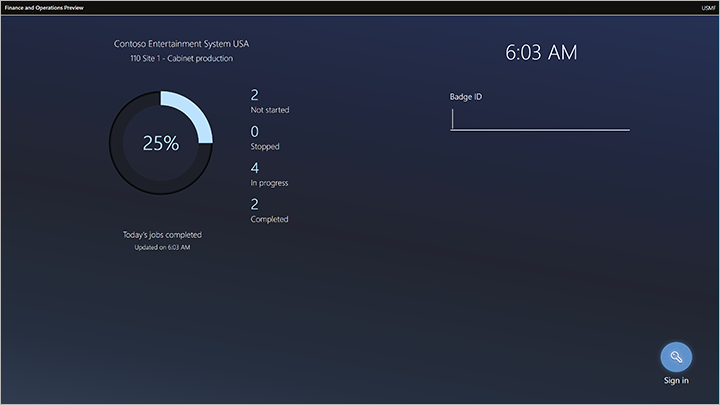 Finance and Operations Preview
USMF
Contoso Entertainment System USA
110 Site 1 - Cabinet production
25%
Today's jobs completed
Updated on 6:03 AM
2
Not started
0
Stopped
4
In progress
2
Completed
6:03 AM
Badge ID
Sign in